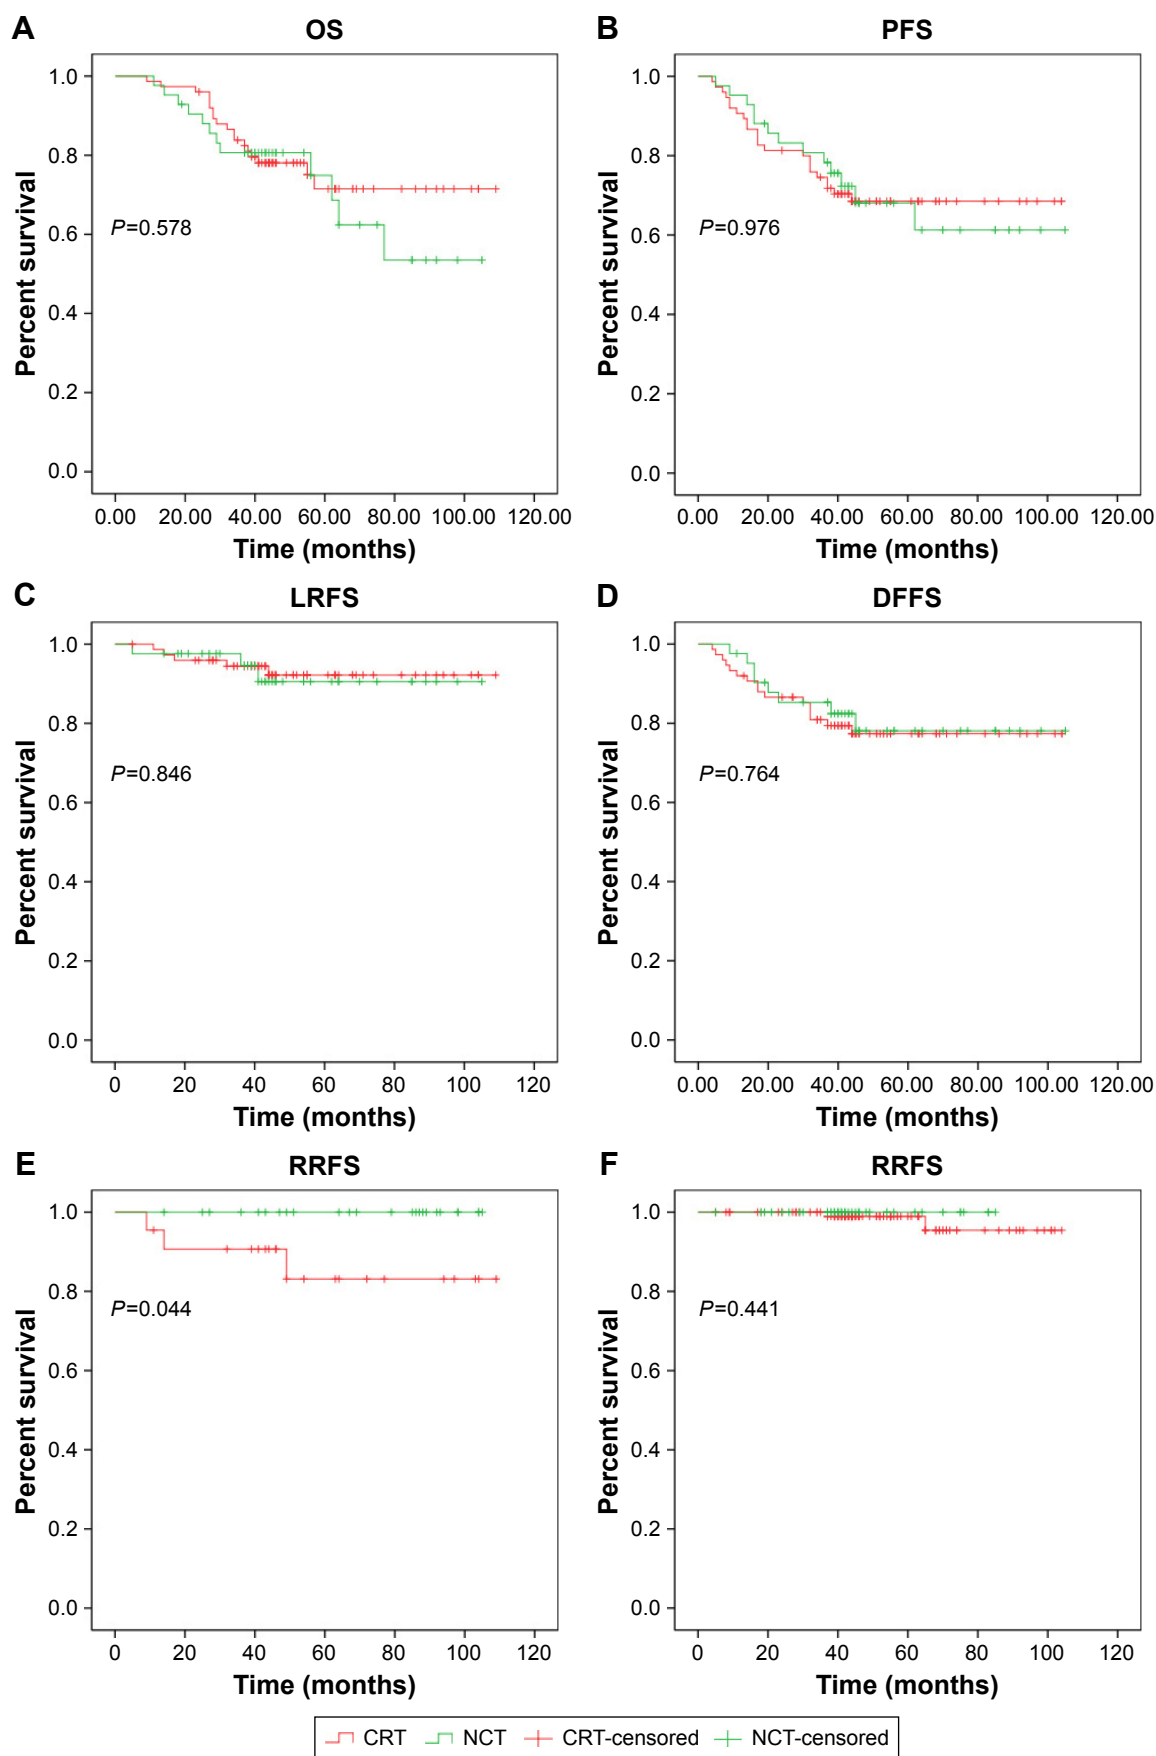 A
OS
Percent survival
1.0
0.8
0.6
0.4
0.2
0.0
P=0.578
0.00 20.00 40.00 60.00 80.00 100.00 120.00
Time (months)
B
PFS
Percent survival
1.0
0.8
0.6
0.4
0.2
0.0
P=0.976
0.00 20.00 40.00 60.00 80.00 100.00 120.00
Time (months)
C
LRFS
Percent survival
1.0
0.8
0.6
0.4
0.2
0.0
P=0.846
0 20 40 60 80 100 120
Time (months)
D
DFFS
Percent survival
1.0
0.8
0.6
0.4
0.2
0.0
P=0.764
0.00 20.00 40.00 60.00 80.00 100.00 120.00
Time (months)
E
RRFS
Percent survival
1.0
0.8
0.6
0.4
0.2
0.0
P=0.044
0 20 40 60 80 100 120
Time (months)
F
RRFS
Percent survival
1.0
0.8
0.6
0.4
0.2
0.0
P=0.441
0 20 40 60 80 100 120
Time (months)
CRT NCT CRT-censored NCT-censored